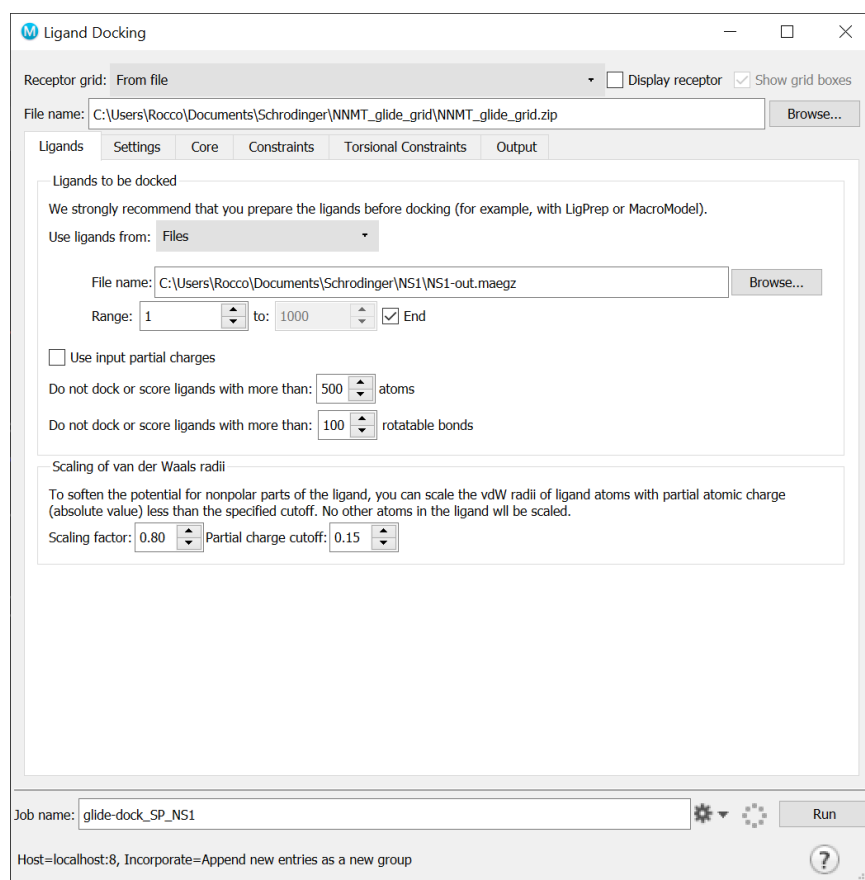 M Ligand Docking
Receptor grid: From file Display receptor Show grid boxes
File name: C:\Users\Rocco\Documents\Schrodinger\NNMT_glide_grid\NNMT_glide_grid.zip Browse...
Ligands Settings Core Constraints Torsional Constraints Output
Ligands to be docked
We strongly recommend that you prepare the ligands before docking (for example, with LigPrep or MacroModel).
Use ligands from: Files
File name: C:\Users\Rocco\Documents\Schrodinger\NS1\NS1-out.maegz Browse...
Range: 1 to: 1000 End
Use input partial charges
Do not dock or score ligands with more than: 500 atoms
Do not dock or score ligands with more than: 100 rotatable bonds
Scaling of van der Waals radii
To soften the potential for nonpolar parts of the ligand, you can scale the vdW radii of ligand atoms with partial atomic charge
(absolute value) less than the specified cutoff. No other atoms in the ligand wll be scaled.
Scaling factor: 0.80 Partial charge cutoff: 0.15
Job name: glide-dock_SP_NS1 Run
Host=localhost:8, Incorporate=Append new entries as a new group ?